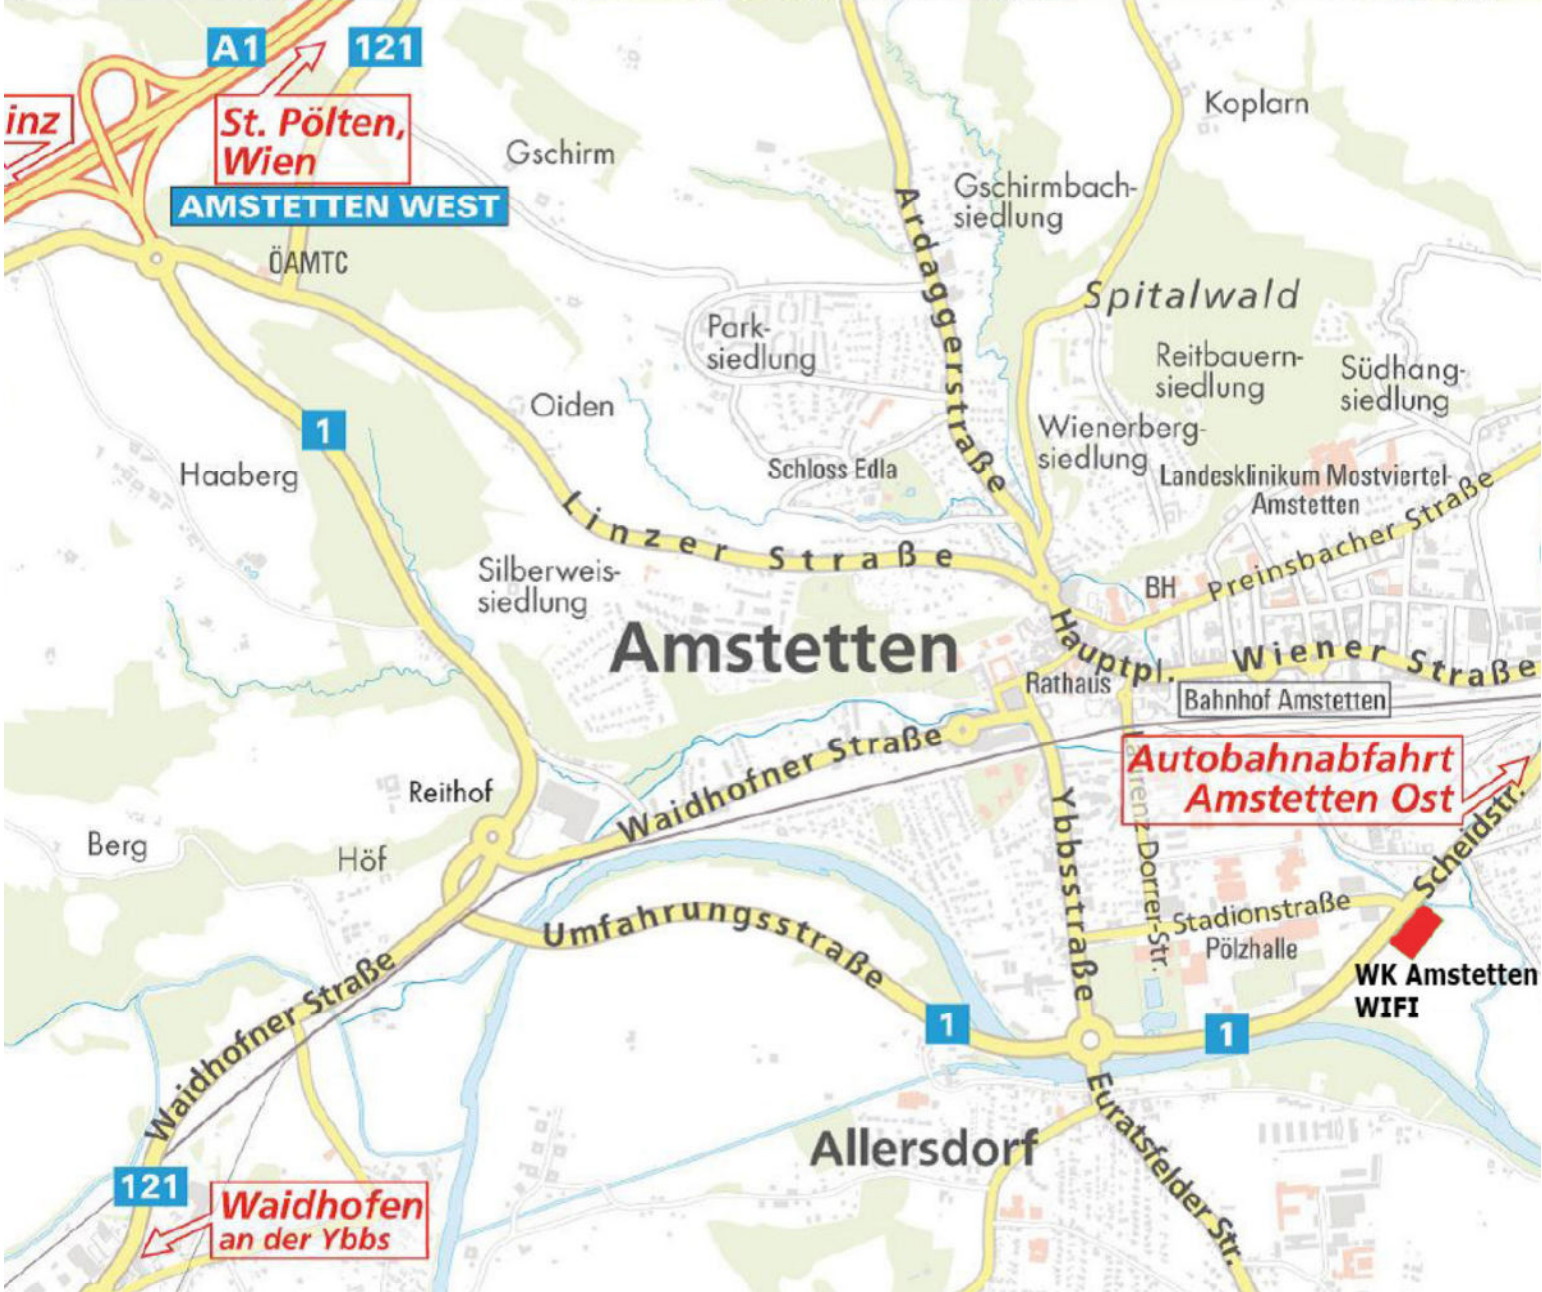 A1
121
inz
St. Pölten,
Wien
AMSTETTEN WEST
ÖAMTC
Gschirm
Koplarn
Gschirmbach-
siedlung
Ardaggerstraße
Spitalwald
Park-
siedlung
Reitbauern-
siedlung
Südhang-
siedlung
Oiden
1
Wienerberg-
siedlung
Haaberg
Schloss Edla
Landesklinikum Mostviertel-
Amstetten
Linzer Straße
Preinsbacher Straße
Silberweis-
siedlung
BH
Amstetten
Hauptpl.
Wiener Straße
Rathaus
Bahnhof Amstetten
Waidhofner Straße
Autobahnabfahrt
Amstetten Ost
Reithof
Berg
Höf
Ybbsstraße
Laurenz-Dorrer-Str.
Scheidstr.
Umfahrungsstraße
Stadionstraße
Pölzhalle
WK Amstetten
WIFI
Waidhofner Straße
1
1
Allersdorf
Euratsfelder Str.
121
Waidhofen
an der Ybbs